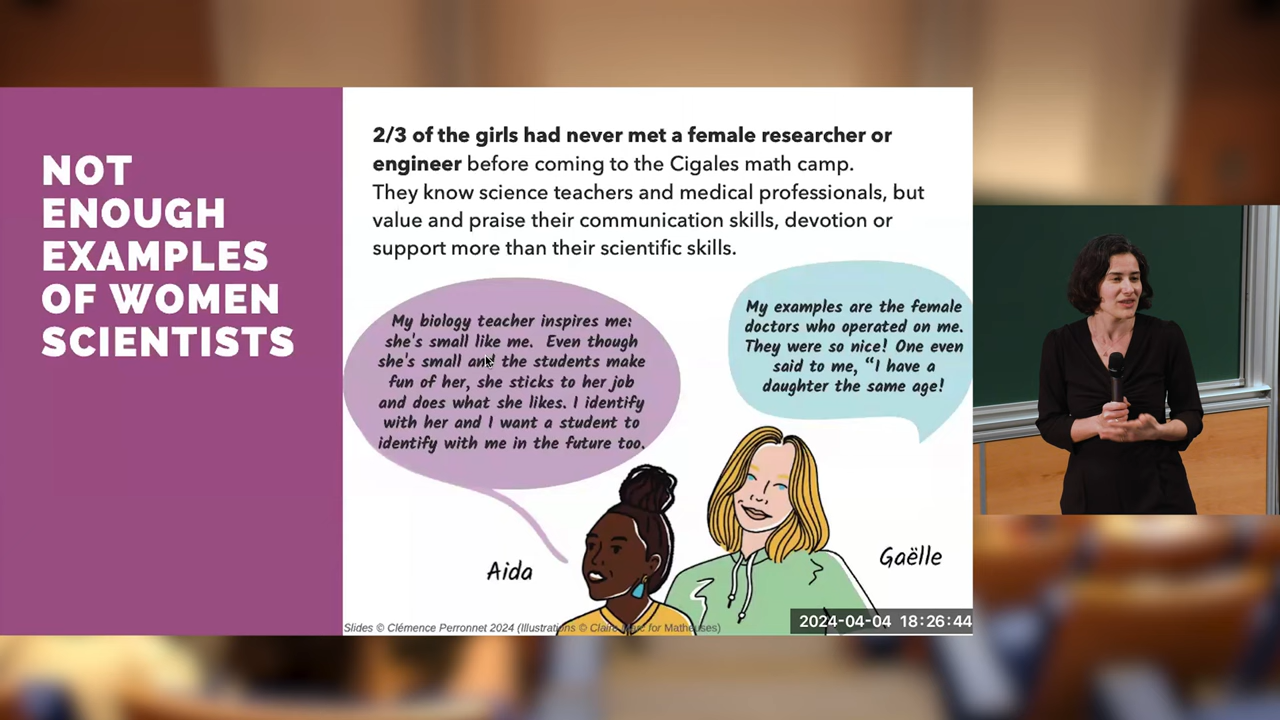 NOT
ENOUGH
EXAMPLES
OF WOMEN
SCIENTISTS
2/3 of the girls had never met a female researcher or
engineer before coming to the Cigales math camp.
They know science teachers and medical professionals, but
value and praise their communication skills, devotion or
support more than their scientific skills.
My biology teacher inspires me:
she's small like me. Even though
she's small and the students make
fun of her, she sticks to her job
and does what she likes. I identify
with her and I want a student to
identify with me in the future too.
My examples are the female
doctors who operated on me.
They were so nice! One even
said to me, “I have a
daughter the same age!
Aida
Gaëlle
Slides © Clémence Perronnet 2024 (Illustrations © Claire Marc for Matheuses)
2024-04-04 18:26:44